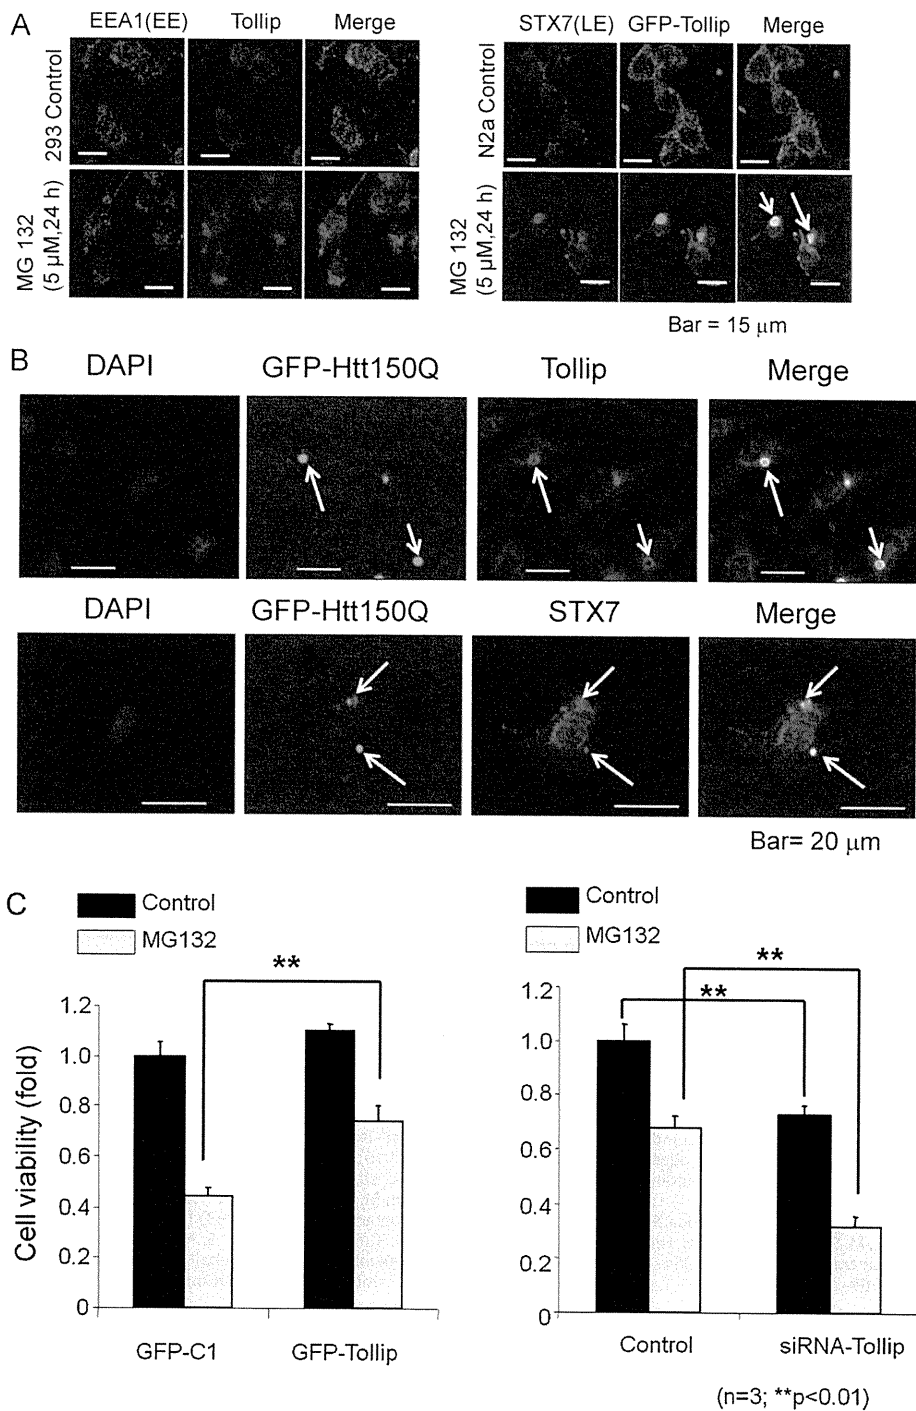 A
EEA1(EE) Tollip Merge
293 Control
MG 132
(5 µM,24 h)
STX7(LE) GFP-Tollip Merge
N2a Control
MG 132
(5 µM,24 h)
Bar = 15 µm
B
DAPI GFP-Htt150Q Tollip Merge
DAPI GFP-Htt150Q STX7 Merge
Bar= 20 µm
C
Control
MG132
**
Cell viability (fold)
1.2
1.0
0.8
0.6
0.4
0.2
0
GFP-C1 GFP-Tollip
Control
MG132
**
**
1.2
1.0
0.8
0.6
0.4
0.2
0
Control siRNA-Tollip
(n=3; **p<0.01)